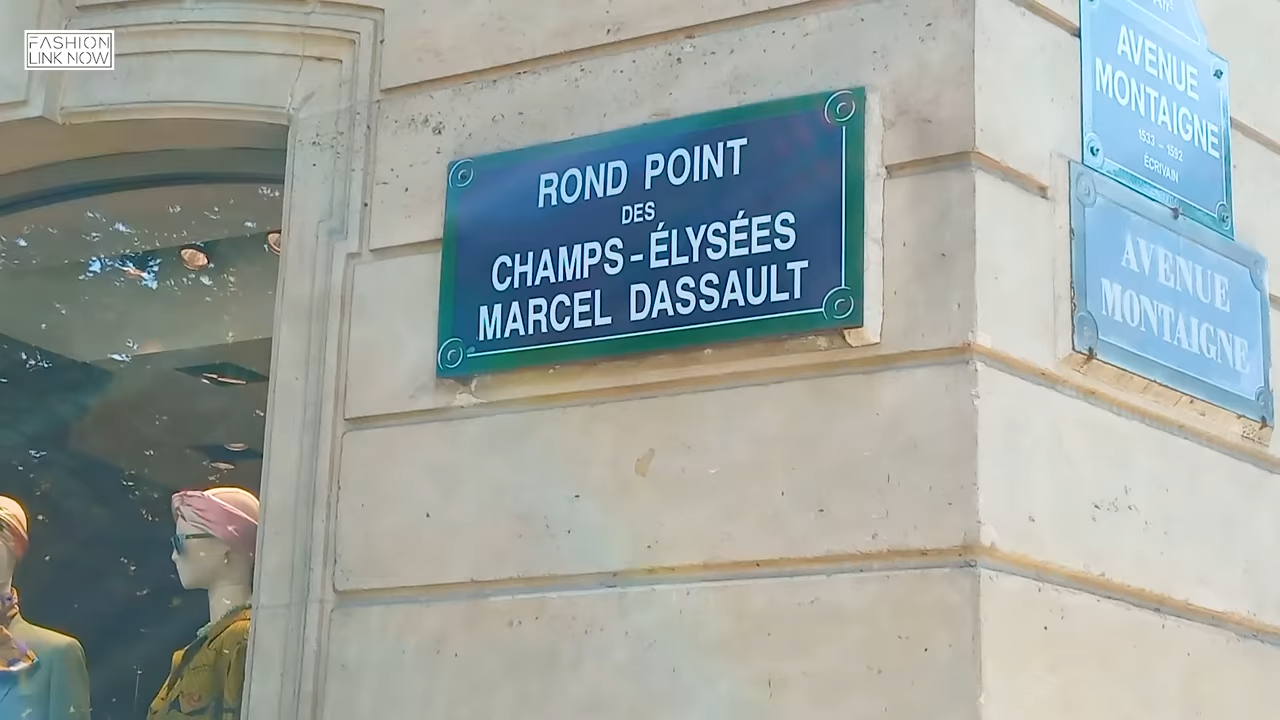 FASHION
LINK NOW
ROND POINT
DES
CHAMPS-ÉLYSÉES
MARCEL DASSAULT
AVENUE
MONTAIGNE
1533 - 1592
ÉCRIVAIN
AVENUE
MONTAIGNE